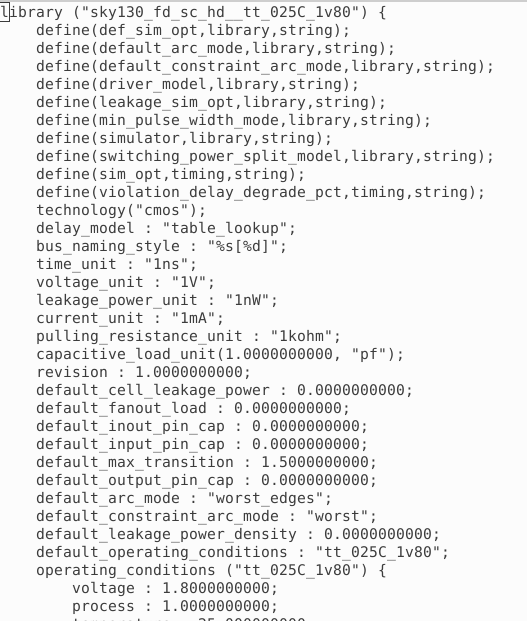 library ("sky130_fd_sc_hd__tt_025C_1v80") {
define(def_sim_opt,library,string);
define(default_arc_mode,library,string);
define(default_constraint_arc_mode,library,string);
define(driver_model,library,string);
define(leakage_sim_opt,library,string);
define(min_pulse_width_mode,library,string);
define(simulator,library,string);
define(switching_power_split_model,library,string);
define(sim_opt,timing,string);
define(violation_delay_degrade_pct,timing,string);
technology("cmos");
delay_model : "table_lookup";
bus_naming_style : "%s[%d]";
time_unit : "1ns";
voltage_unit : "1V";
leakage_power_unit : "1nW";
current_unit : "1mA";
pulling_resistance_unit : "1kohm";
capacitive_load_unit(1.0000000000, "pf");
revision : 1.0000000000;
default_cell_leakage_power : 0.0000000000;
default_fanout_load : 0.0000000000;
default_inout_pin_cap : 0.0000000000;
default_input_pin_cap : 0.0000000000;
default_max_transition : 1.5000000000;
default_output_pin_cap : 0.0000000000;
default_arc_mode : "worst_edges";
default_constraint_arc_mode : "worst";
default_leakage_power_density : 0.0000000000;
default_operating_conditions : "tt_025C_1v80";
operating_conditions ("tt_025C_1v80") {
voltage : 1.8000000000;
process : 1.0000000000;